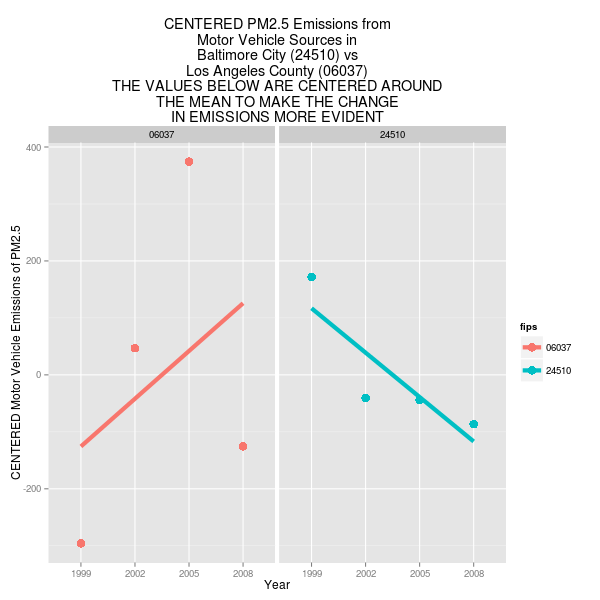 CENTERED PM2.5 Emissions from
Motor Vehicle Sources in
Baltimore City (24510) vs
Los Angeles County (06037)
THE VALUES BELOW ARE CENTERED AROUND
THE MEAN TO MAKE THE CHANGE
IN EMISSIONS MORE EVIDENT
06037 24510
CENTERED Motor Vehicle Emissions of PM2.5
400
200
0
-200
1999 2002 2005 2008 1999 2002 2005 2008
Year
fips
06037
24510